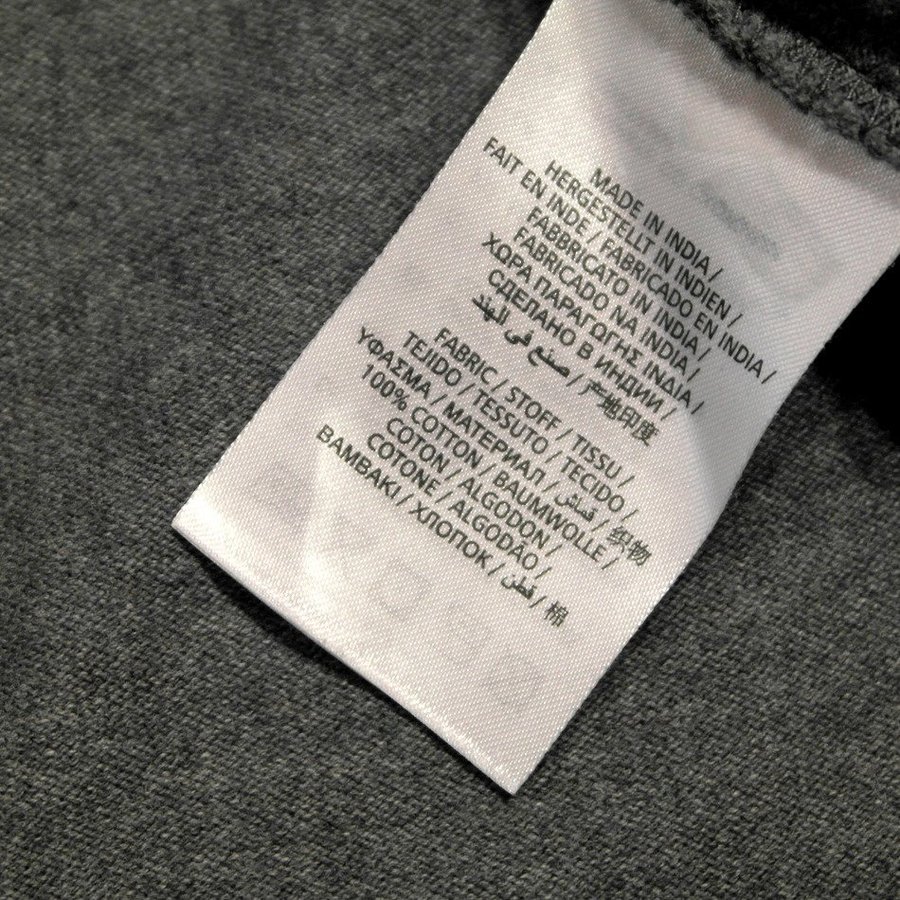 MADE IN INDIA /
HERGESTELLT IN INDIEN /
FAIT EN INDE / FABRICADO EN INDIA /
FABBRICATO IN INDIA /
FABRICADO NA INDIA /
ΧΩΡΑ ΠΑΡΑΓΩΓΗΣ ΙΝΔΙΑ /
СДЕЛАНО В ИНДИИ /
صنع في الهند / 产地印度
FABRIC / STOFF / TISSU /
TEJIDO / TESSUTO / TECIDO /
ΥΦΑΣΜΑ / МАТЕРИАЛ / قماش / 织物
100% COTTON / BAUMWOLLE /
COTON / ALGODON /
COTONE / ALGODÃO /
BAMBAKI / ХЛОПОК / قطن / 棉